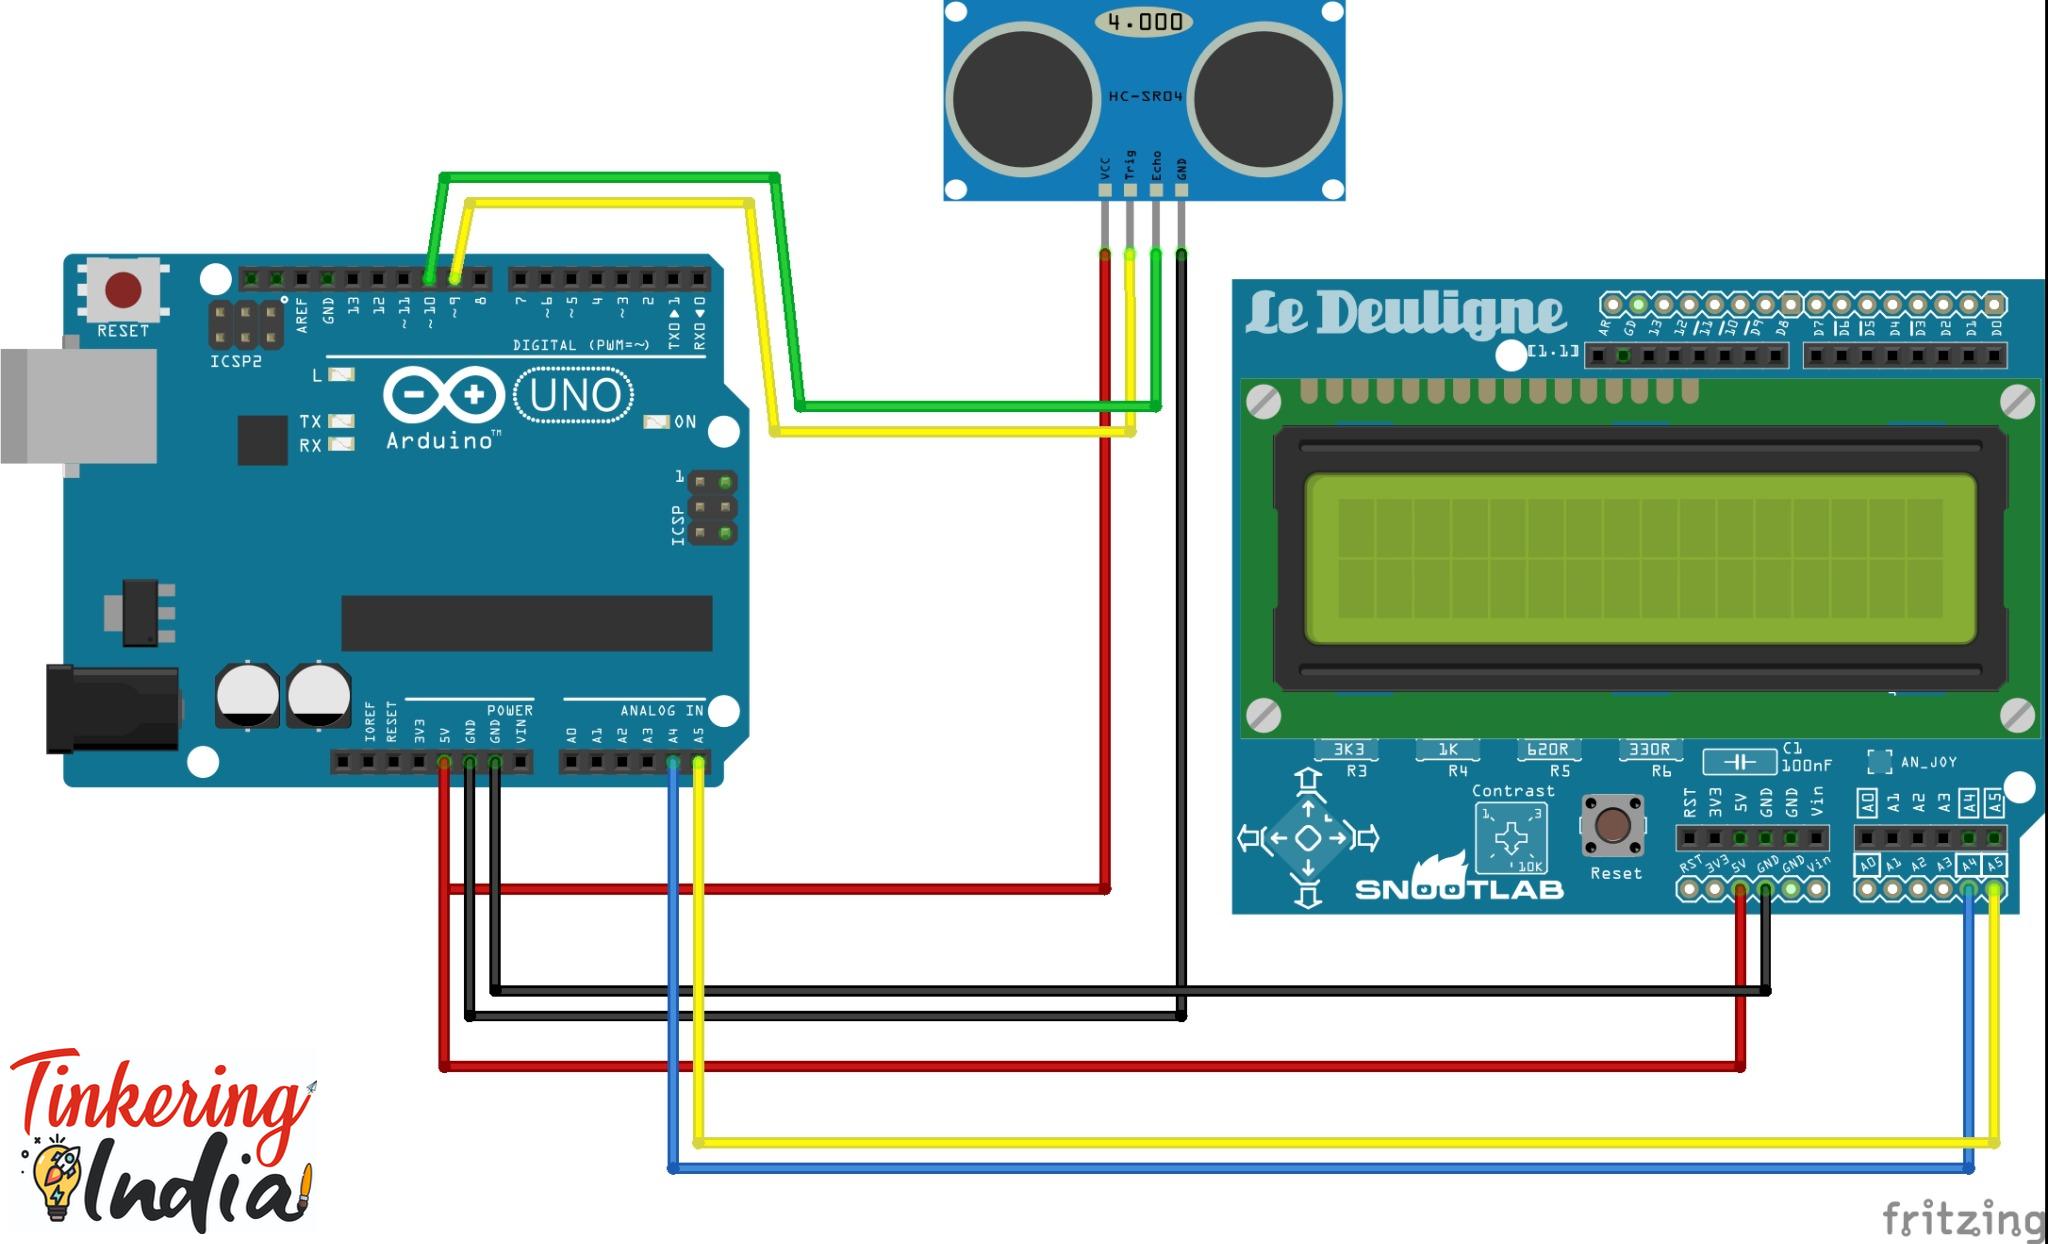 4.000
HC-SR04
VCC
Trig
Echo
GND
RESET
ICSP2
AREF
GND
13
12
~11
~10
~9
8
7
~6
~5
4
~3
2
TX0▶1
RX0◀0
DIGITAL (PWM=~)
L
TX
RX
UNO
Arduino™
ON
1
ICSP
IOREF
RESET
3V3
5V
GND
GND
VIN
POWER
A0
A1
A2
A3
A4
A5
ANALOG IN
Le Deuligne
[1.1]
AR
GD
13
12
/11
/10
/D9
D8
D7
D6
D5
D4
D3
D2
D1
D0
3K3
R3
1K
R4
620R
R5
330R
R6
C1
100nF
AN_JOY
Contrast
1
3
10K
Reset
SNOOTLAB
RST
3V3
5V
GND
GND
Vin
A0
A1
A2
A3
A4
A5
RST
3V3
5V
GND
GND
Vin
A0
A1
A2
A3
A4
A5
Tinkering
India
fritzing